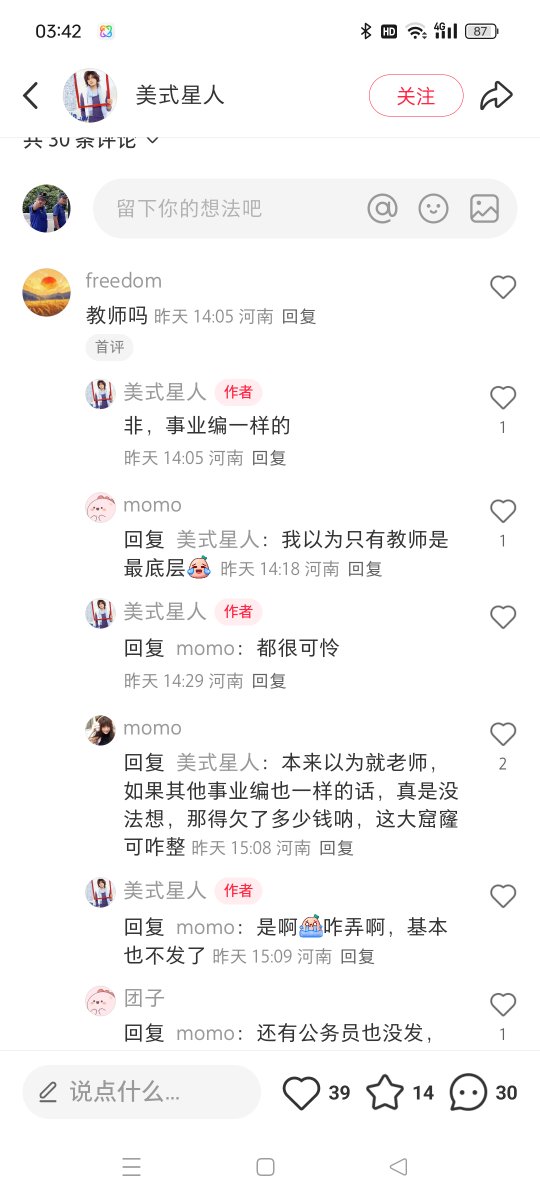 03:42
HD
4G
87
美式星人
关注
共 30 条评论
留下你的想法吧
freedom
教师吗 昨天 14:05 河南 回复
首评
美式星人 作者
非，事业编一样的
1
昨天 14:05 河南 回复
momo
回复 美式星人：我以为只有教师是
1
最底层 昨天 14:18 河南 回复
美式星人 作者
回复 momo：都很可怜
昨天 14:29 河南 回复
momo
回复 美式星人：本来以为就老师，
2
如果其他事业编也一样的话，真是没
法想，那得欠了多少钱呐，这大窟窿
可咋整 昨天 15:08 河南 回复
美式星人 作者
回复 momo：是啊咋弄啊，基本
也不发了 昨天 15:09 河南 回复
团子
回复 momo：还有公务员也没发，
1
说点什么...
39
14
30